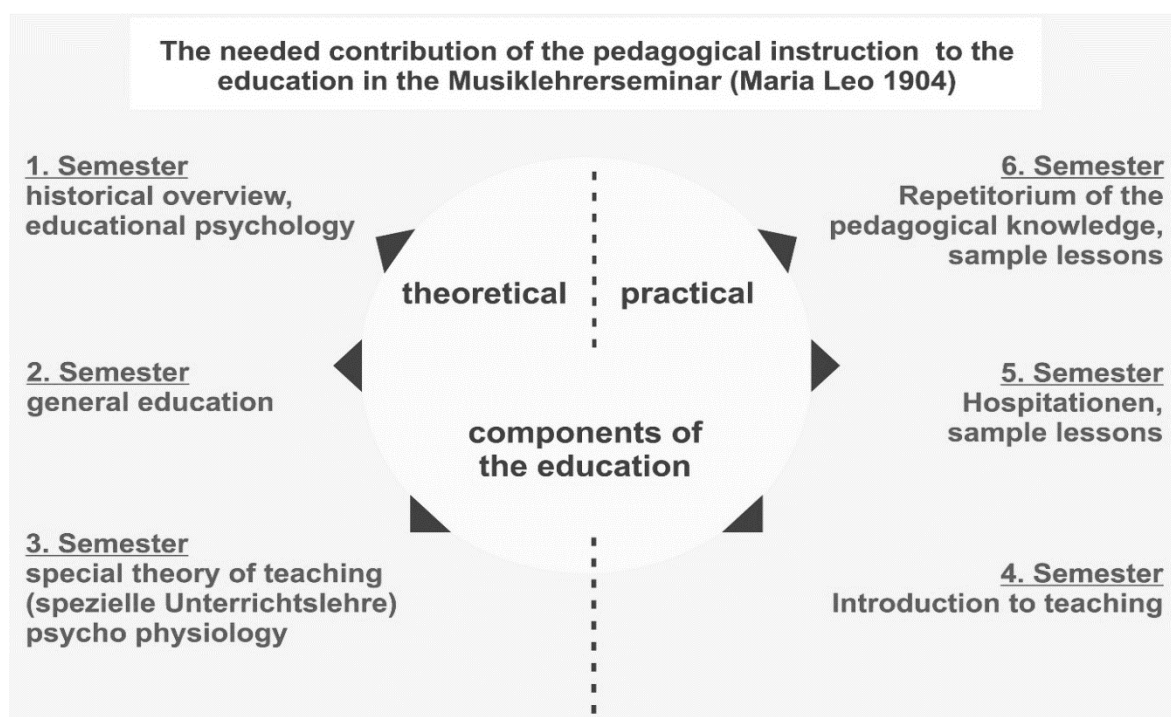 The needed contribution of the pedagogical instruction to the
education in the Musiklehrerseminar (Maria Leo 1904)
1. Semester
historical overview,
educational psychology
2. Semester
general education
3. Semester
special theory of teaching
(spezielle Unterrichtslehre)
psycho physiology
theoretical
practical
components of
the education
6. Semester
Repetitorium of the
pedagogical knowledge,
sample lessons
5. Semester
Hospitationen,
sample lessons
4. Semester
Introduction to teaching